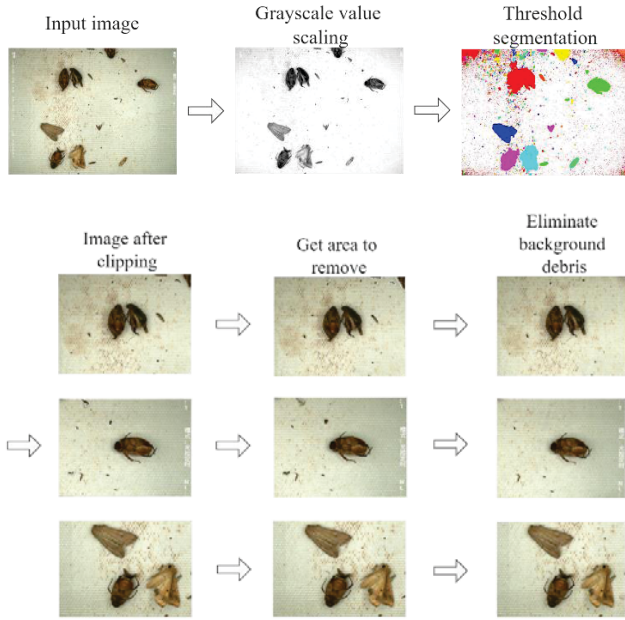 Input image
Grayscale value
scaling
Threshold
segmentation
Image after
clipping
Get area to
remove
Eliminate
background
debris